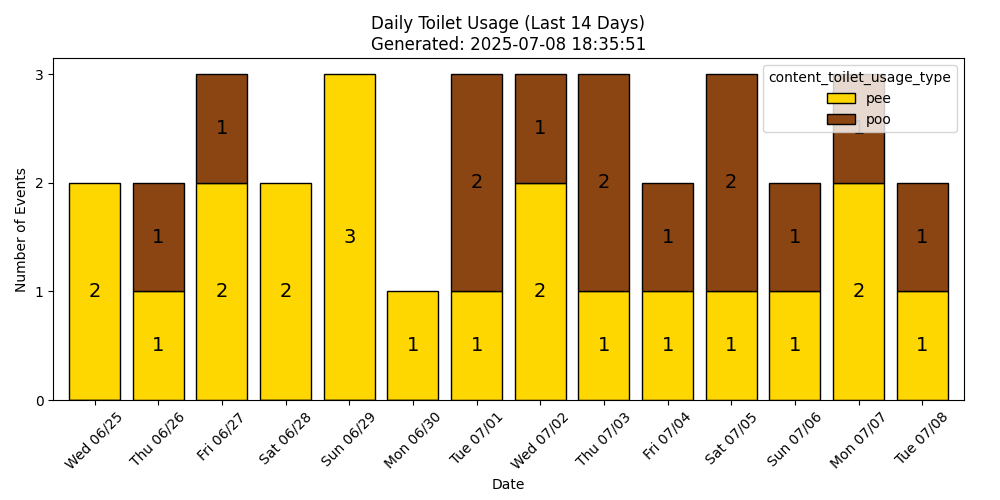 Daily Toilet Usage (Last 14 Days)
Generated: 2025-07-08 18:35:51
content_toilet_usage_type
pee
poo
Number of Events
3
2
1
0
2
1
1
2
1
2
3
1
1
2
2
1
1
2
1
1
1
2
1
1
2
1
1
1
Wed 06/25
Thu 06/26
Fri 06/27
Sat 06/28
Sun 06/29
Mon 06/30
Tue 07/01
Wed 07/02
Thu 07/03
Fri 07/04
Sat 07/05
Sun 07/06
Mon 07/07
Tue 07/08
Date